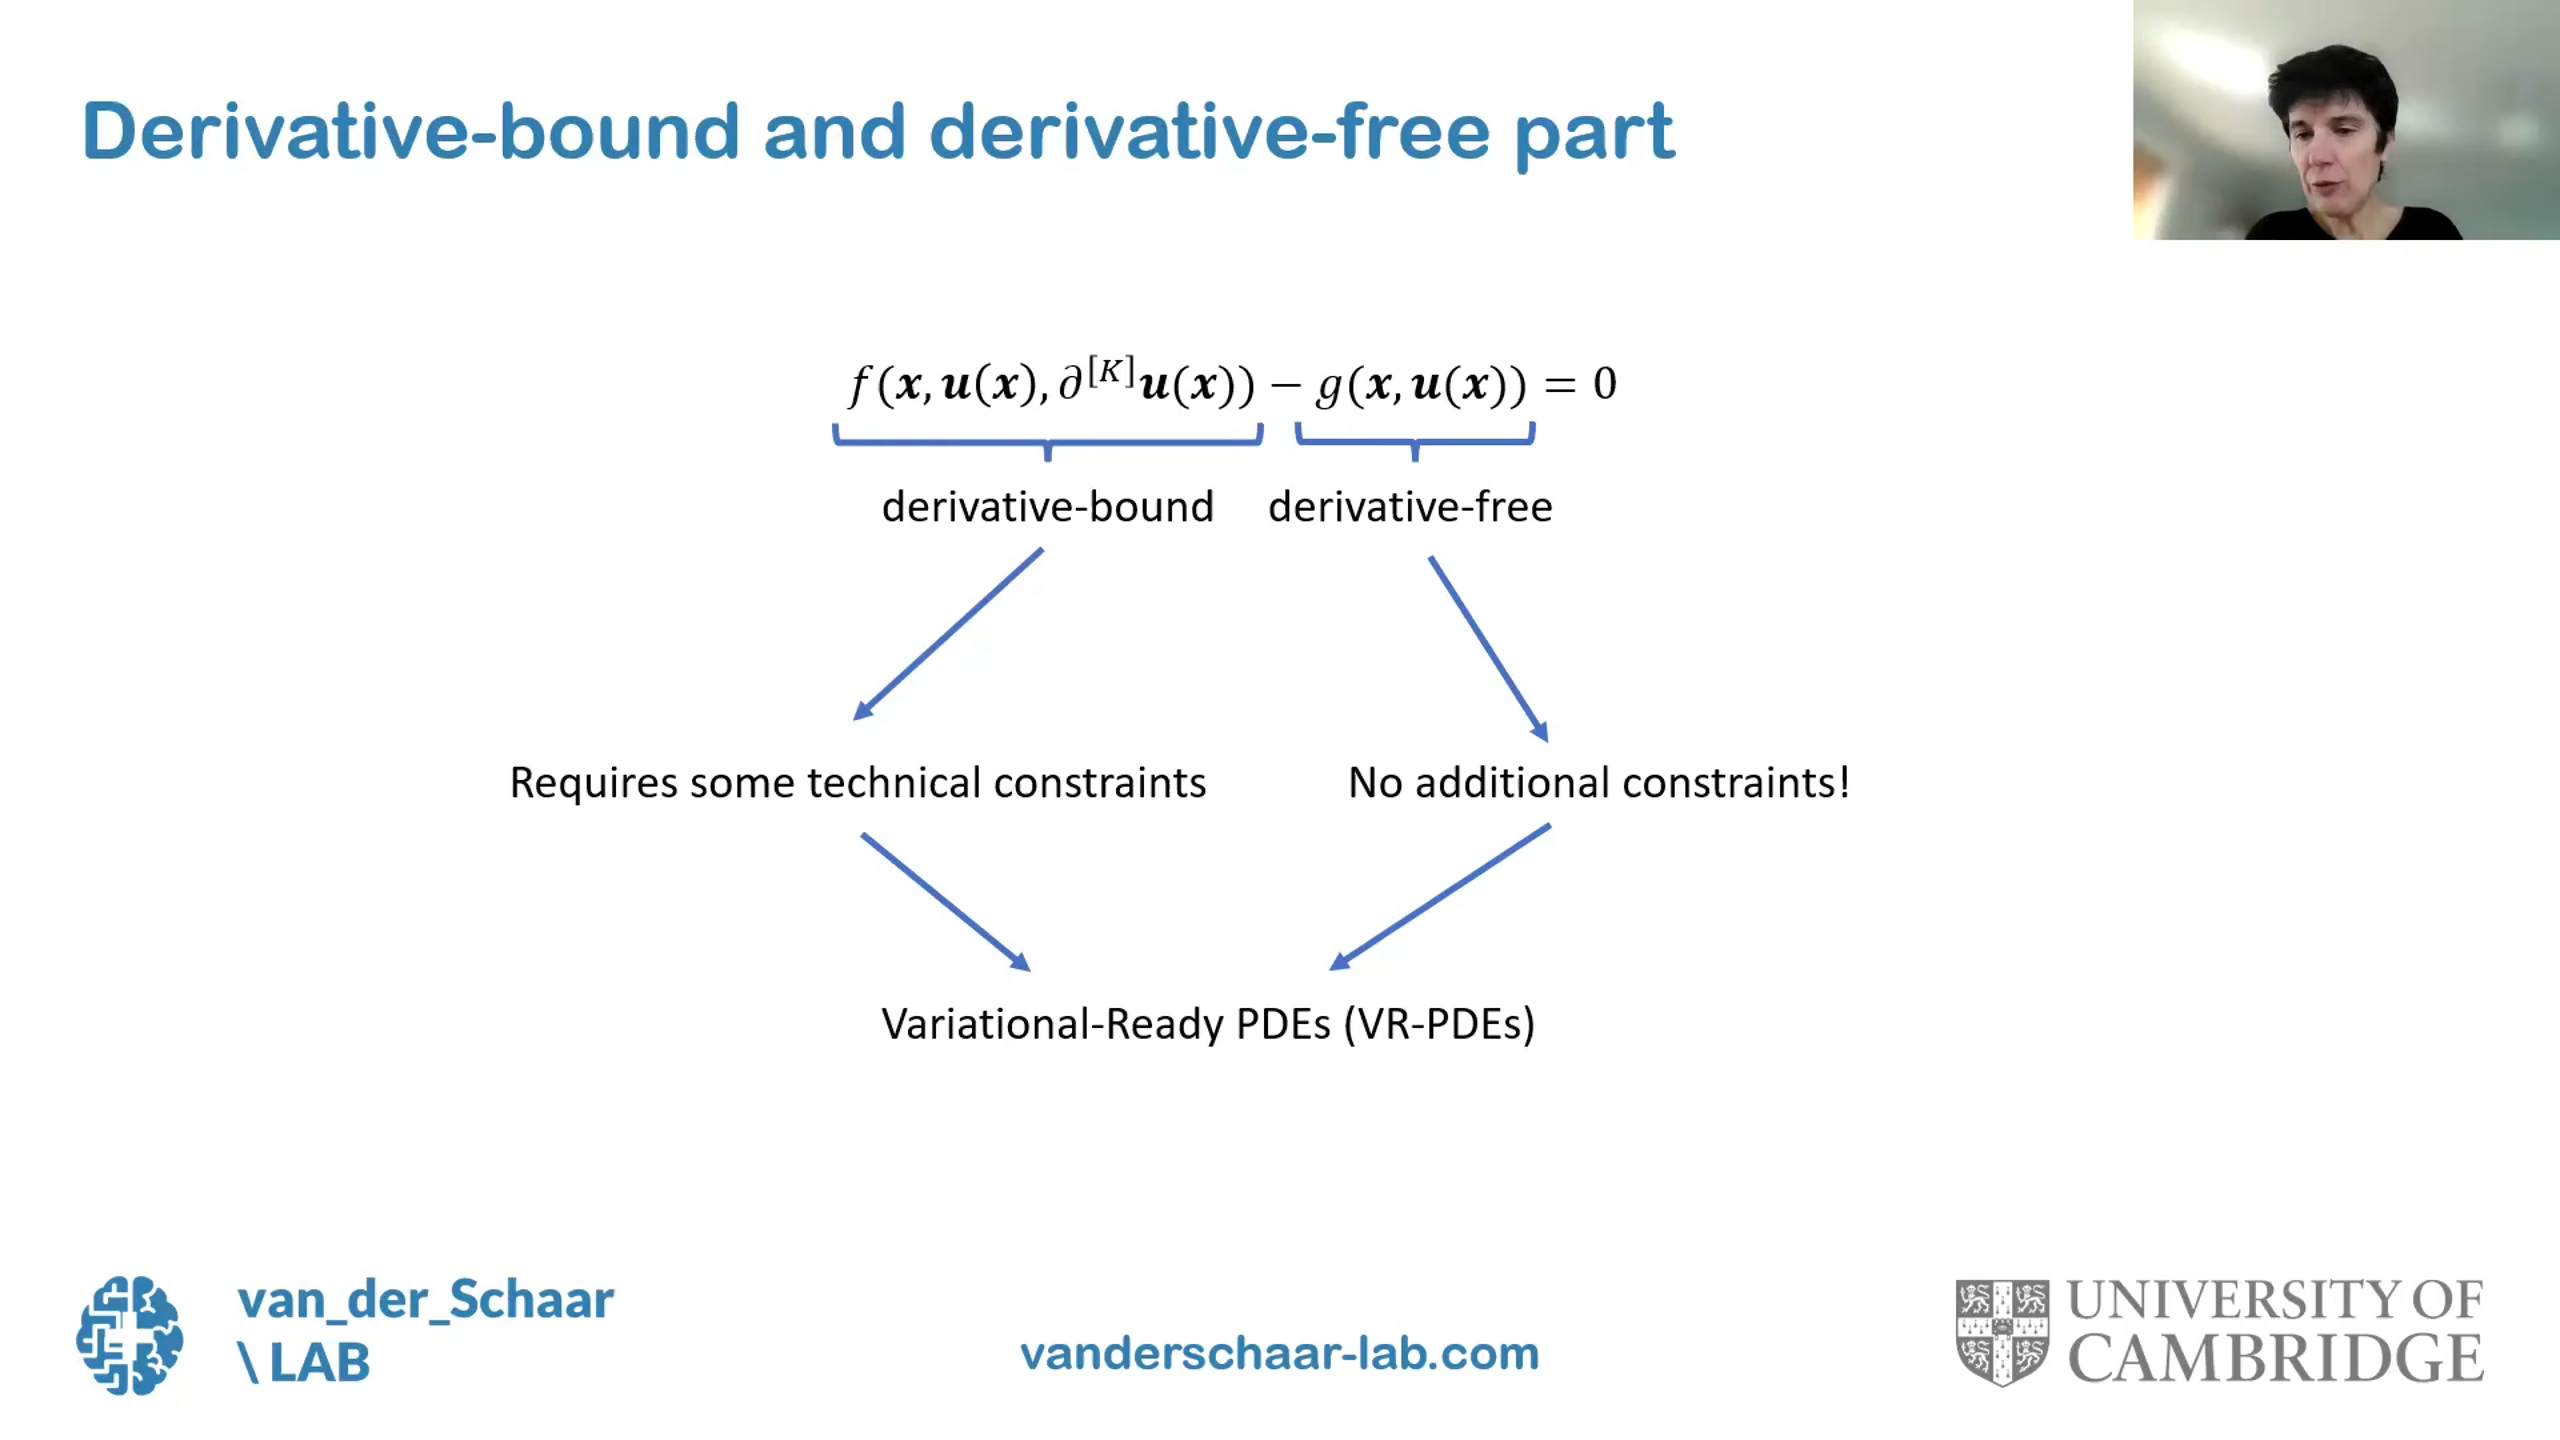 Derivative-bound and derivative-free part
f(x, u(x), ∂^[K]u(x)) − g(x, u(x)) = 0
derivative-bound derivative-free
Requires some technical constraints No additional constraints!
Variational-Ready PDEs (VR-PDEs)
van_der_Schaar
\ LAB
vanderschaar-lab.com
UNIVERSITY OF
CAMBRIDGE